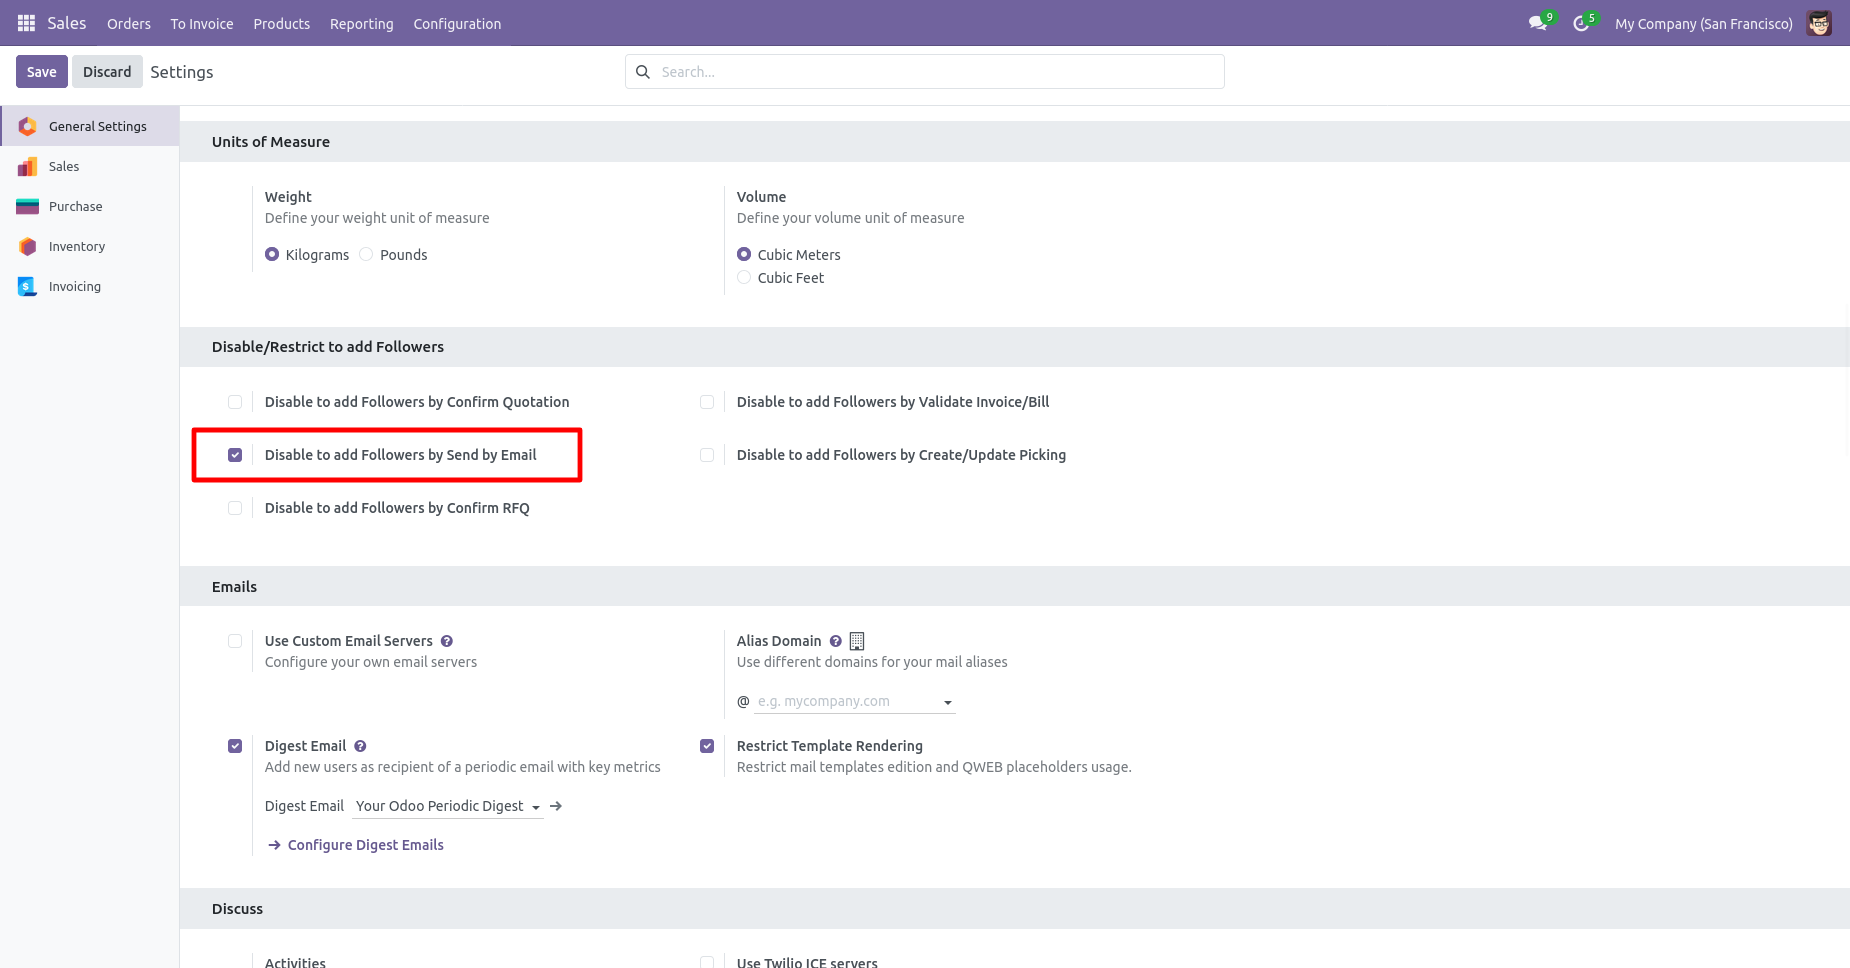 Sales Orders To Invoice Products Reporting Configuration 9 5 My Company (San Francisco)
Save Discard Settings Search...
General Settings
Sales
Purchase
Inventory
Invoicing
Units of Measure
Weight
Define your weight unit of measure
Kilograms Pounds
Volume
Define your volume unit of measure
Cubic Meters
Cubic Feet
Disable/Restrict to add Followers
Disable to add Followers by Confirm Quotation
Disable to add Followers by Validate Invoice/Bill
Disable to add Followers by Send by Email
Disable to add Followers by Create/Update Picking
Disable to add Followers by Confirm RFQ
Emails
Use Custom Email Servers ?
Configure your own email servers
Alias Domain ?
Use different domains for your mail aliases
@ e.g. mycompany.com
Digest Email ?
Add new users as recipient of a periodic email with key metrics
Digest Email Your Odoo Periodic Digest →
→ Configure Digest Emails
Restrict Template Rendering
Restrict mail templates edition and QWEB placeholders usage.
Discuss
Activities
Use Twilio ICE servers